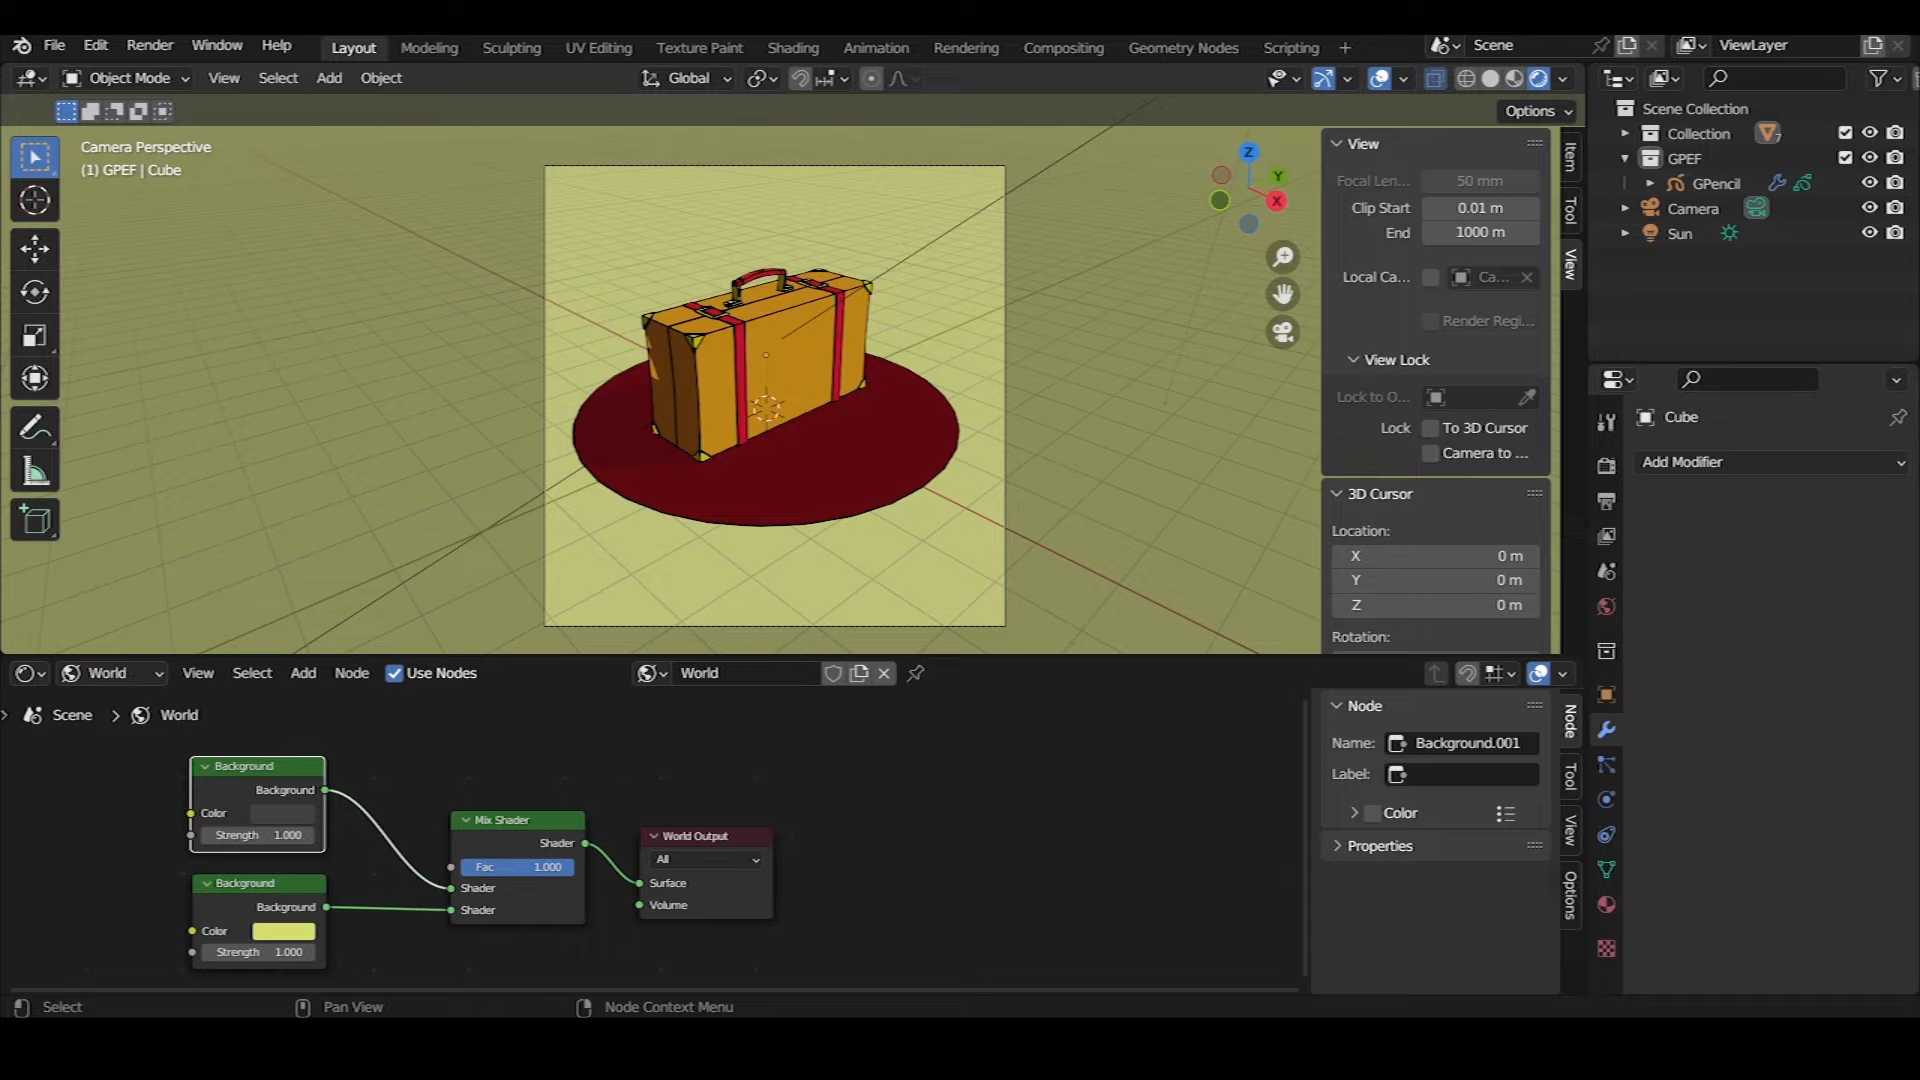 File Edit Render Window Help Layout Modeling Sculpting UV Editing Texture Paint Shading Animation Rendering Compositing Geometry Nodes Scripting + Scene ViewLayer
Object Mode View Select Add Object Global
Options
Camera Perspective
(1) GPEF | Cube
Z
Y
X
View
Focal Len... 50 mm
Clip Start 0.01 m
End 1000 m
Local Ca... Ca...
Render Regi...
View Lock
Lock to O...
Lock To 3D Cursor
Camera to ...
3D Cursor
Location:
X 0 m
Y 0 m
Z 0 m
Rotation:
Item
Tool
View
Scene Collection
Collection 7
GPEF
GPencil
Camera
Sun
Cube
Add Modifier
World View Select Add Node Use Nodes World
Scene > World
Background
Background
Color
Strength 1.000
Background
Background
Color
Strength 1.000
Mix Shader
Shader
Fac 1.000
Shader
Shader
World Output
All
Surface
Volume
Node
Name: Background.001
Label:
Color
Properties
Node
Tool
View
Options
Select Pan View Node Context Menu